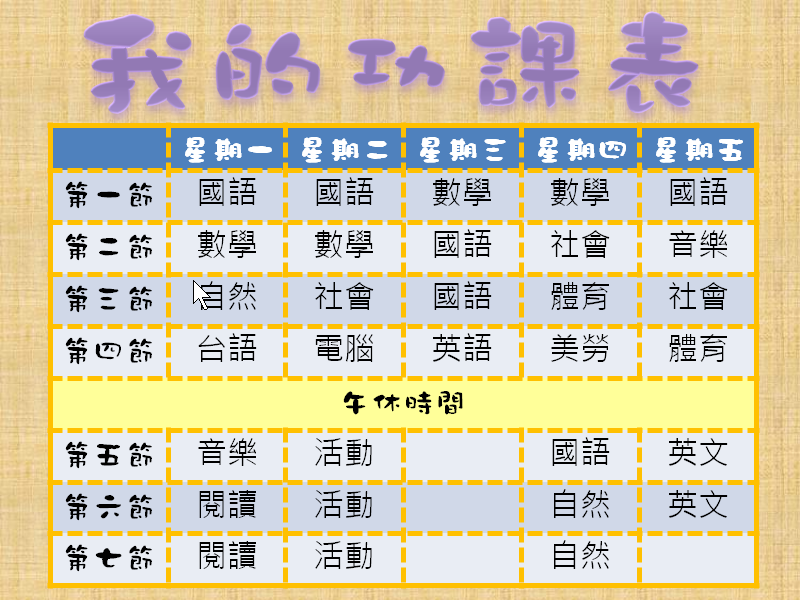 我的功課表
星期一 星期二 星期三 星期四 星期五
第一節 國語 國語 數學 數學 國語
第二節 數學 數學 國語 社會 音樂
第三節 自然 社會 國語 體育 社會
第四節 台語 電腦 英語 美勞 體育
午休時間
第五節 音樂 活動 國語 英文
第六節 閱讀 活動 自然 英文
第七節 閱讀 活動 自然